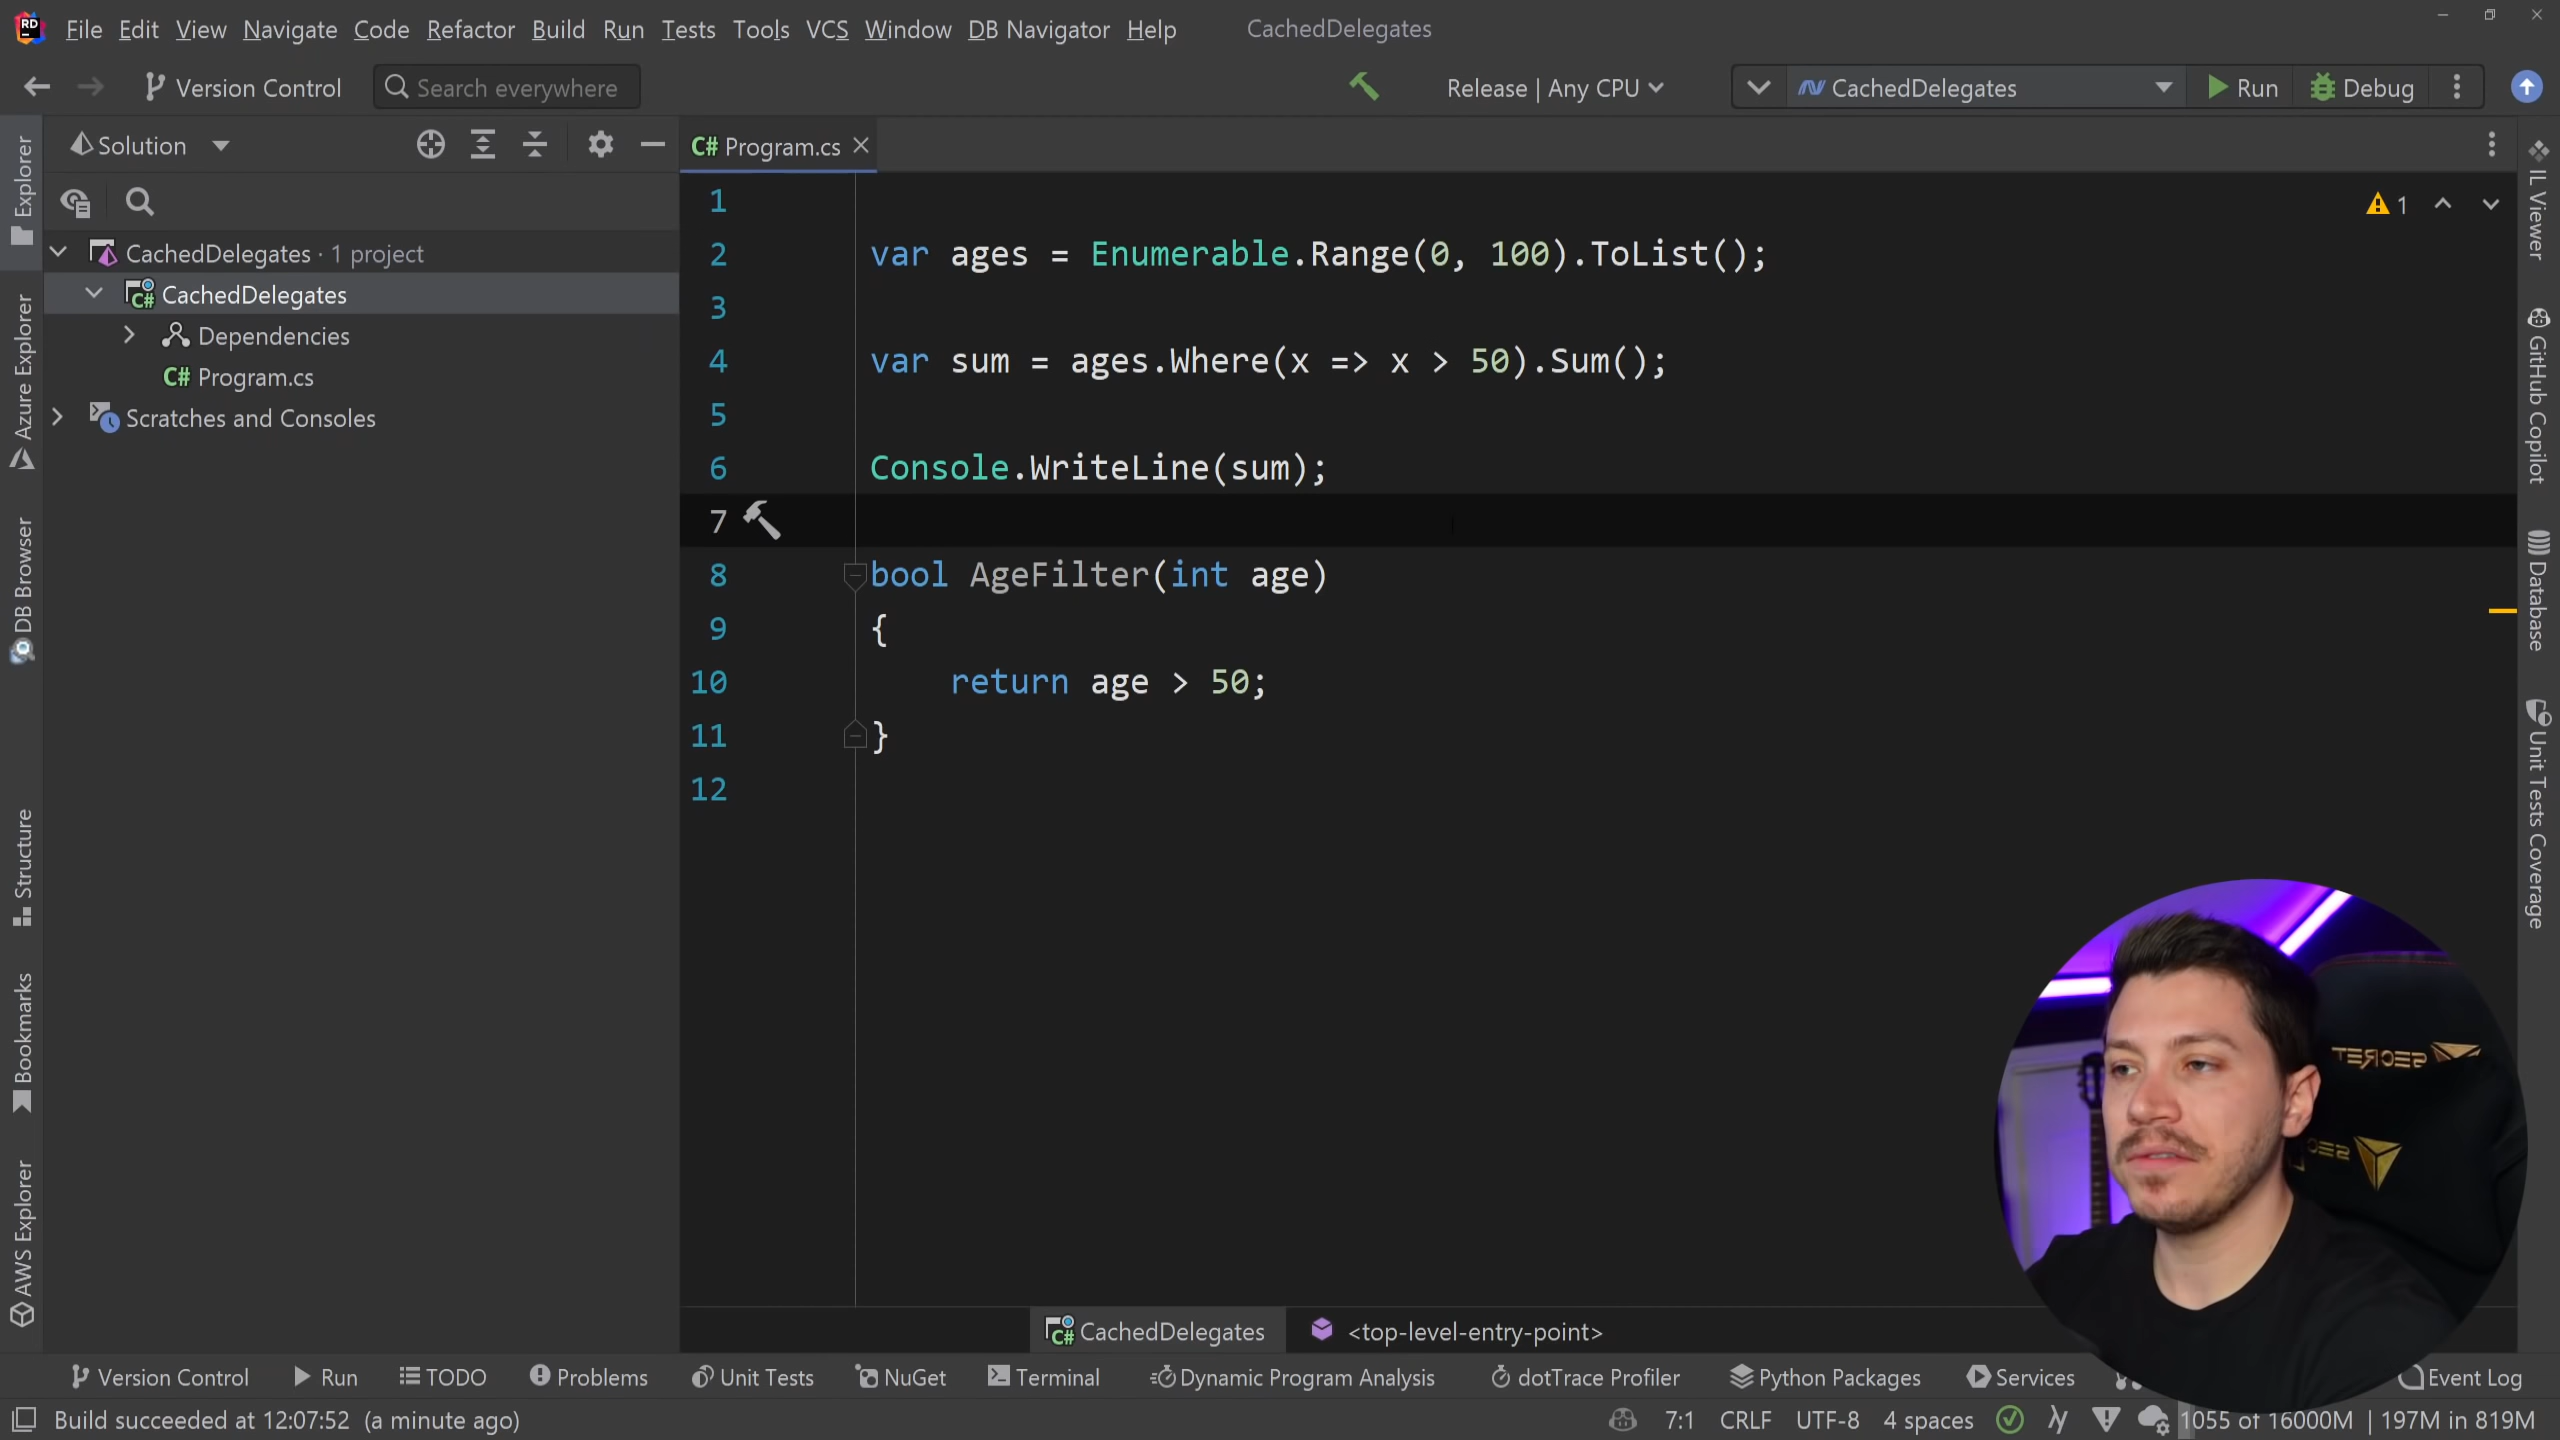 RD File Edit View Navigate Code Refactor Build Run Tests Tools VCS Window DB Navigator Help CachedDelegates
Version Control Search everywhere Release | Any CPU CachedDelegates Run Debug
Explorer
Azure Explorer
DB Browser
Structure
Bookmarks
AWS Explorer
Solution
CachedDelegates · 1 project
C# CachedDelegates
Dependencies
C# Program.cs
Scratches and Consoles
C# Program.cs
1
1
2 var ages = Enumerable.Range(0, 100).ToList();
3
4 var sum = ages.Where(x => x > 50).Sum();
5
6 Console.WriteLine(sum);
7
8 bool AgeFilter(int age)
9 {
10 return age > 50;
11 }
12
IL Viewer
GitHub Copilot
Database
Unit Tests Coverage
SECRET
SEC
C# CachedDelegates <top-level-entry-point>
Version Control Run TODO Problems Unit Tests NuGet Terminal Dynamic Program Analysis dotTrace Profiler Python Packages Services Event Log
Build succeeded at 12:07:52 (a minute ago) 7:1 CRLF UTF-8 4 spaces 1055 of 16000M | 197M in 819M